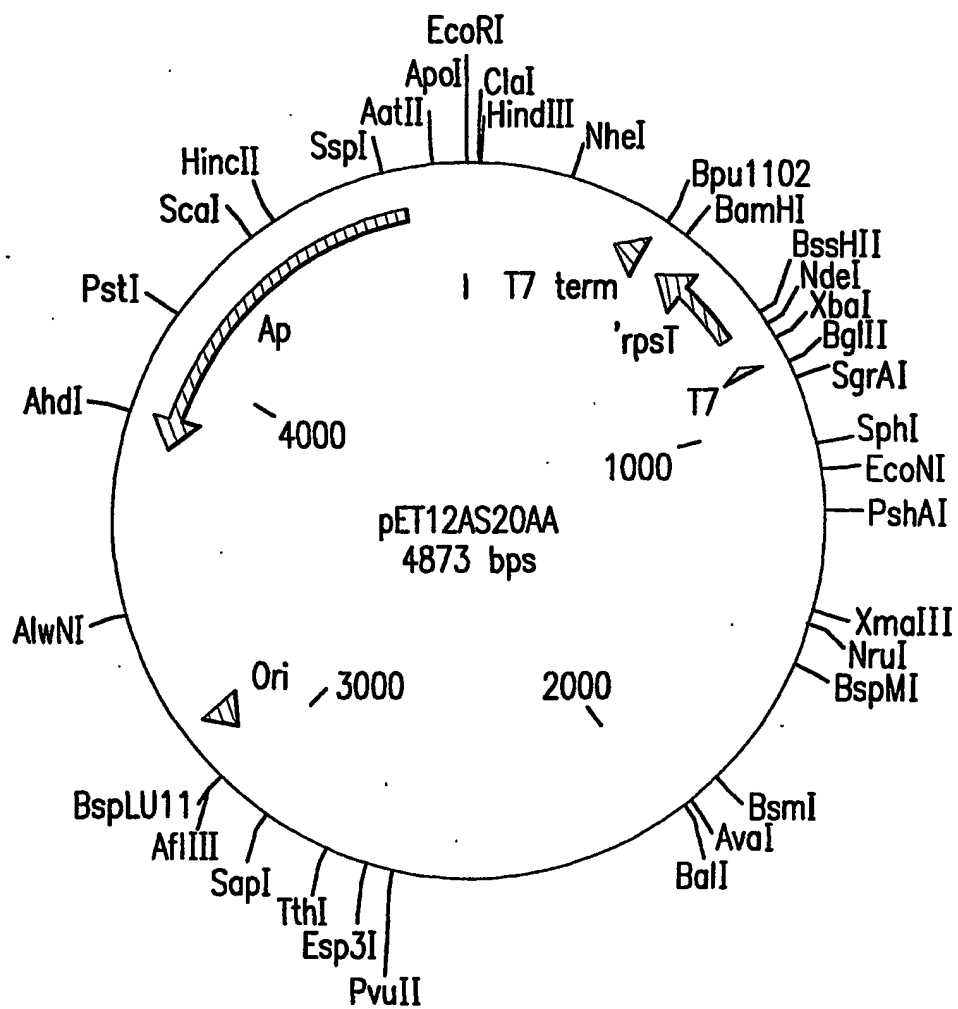 EcoRI
ApoI
ClaI
AatII
HindIII
SspI
NheI
HincII
Bpu1102
ScaI
BamHI
BssHII
NdeI
PstI
I T7 term
XbaI
Ap
'rpsT
BglII
SgrAI
AhdI
T7
4000
SphI
1000
EcoNI
pET12AS20AA
PshAI
4873 bps
AlwNI
XmaIII
NruI
Ori
3000
2000
BspMI
BspLU11
BsmI
AflIII
AvaI
SapI
BalI
TthI
Esp3I
PvuII